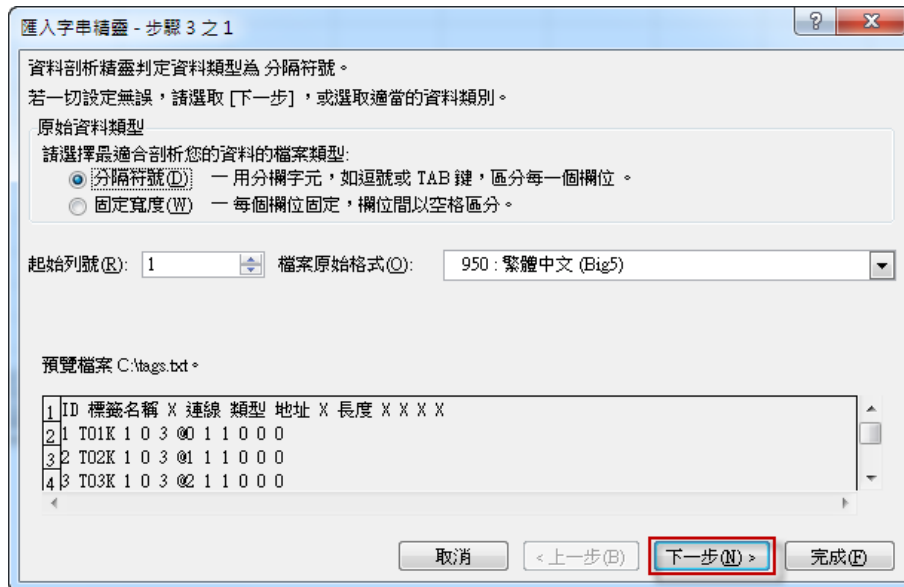 匯入字串精靈 - 步驟 3 之 1
資料剖析精靈判定資料類型為 分隔符號。
若一切設定無誤，請選取 [下一步]，或選取適當的資料類別。
原始資料類型
請選擇最適合剖析您的資料的檔案類型:
分隔符號(D) － 用分欄字元，如逗號或 TAB 鍵，區分每一個欄位 。
固定寬度(W) － 每個欄位固定，欄位間以空格區分。
起始列號(R): 1 檔案原始格式(O): 950 : 繁體中文 (Big5)
預覽檔案 C:\tags.txt。
1 ID 標籤名稱 X 連線 類型 地址 X 長度 X X X X
2 1 T01K 1 0 3 @0 1 1 0 0 0
3 2 T02K 1 0 3 @1 1 1 0 0 0
4 3 T03K 1 0 3 @2 1 1 0 0 0
取消 <上一步(B) 下一步(N) > 完成(F)